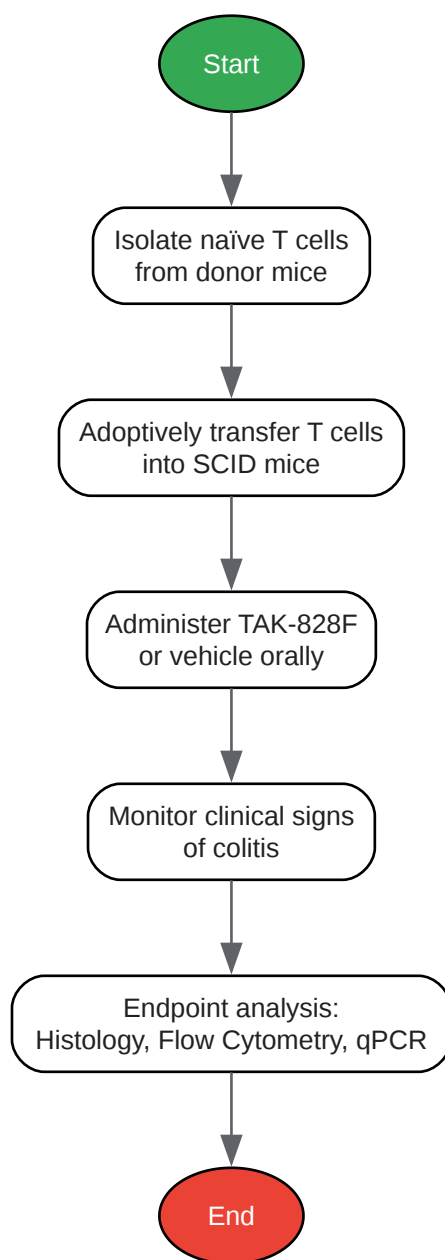 Start
Isolate naïve T cells
from donor mice
Adoptively transfer T cells
into SCID mice
Administer TAK-828F
or vehicle orally
Monitor clinical signs
of colitis
Endpoint analysis:
Histology, Flow Cytometry, qPCR
End